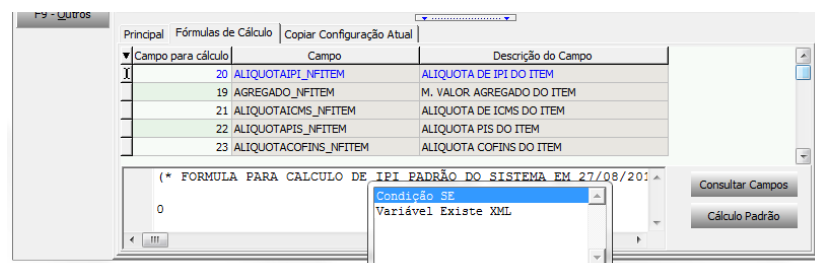 F9 - Outros
Principal Fórmulas de Cálculo Copiar Configuração Atual
Campo para cálculo Campo Descrição do Campo
20 ALIQUOTAIPI_NFITEM ALIQUOTA DE IPI DO ITEM
19 AGREGADO_NFITEM M. VALOR AGREGADO DO ITEM
21 ALIQUOTAICMS_NFITEM ALIQUOTA DE ICMS DO ITEM
22 ALIQUOTAPIS_NFITEM ALIQUOTA PIS DO ITEM
23 ALIQUOTACOFINS_NFITEM ALIQUOTA COFINS DO ITEM
(* FORMULA PARA CALCULO DE IPI PADRÃO DO SISTEMA EM 27/08/201
Consultar Campos
Condição SE
0
Variável Existe XML
Cálculo Padrão